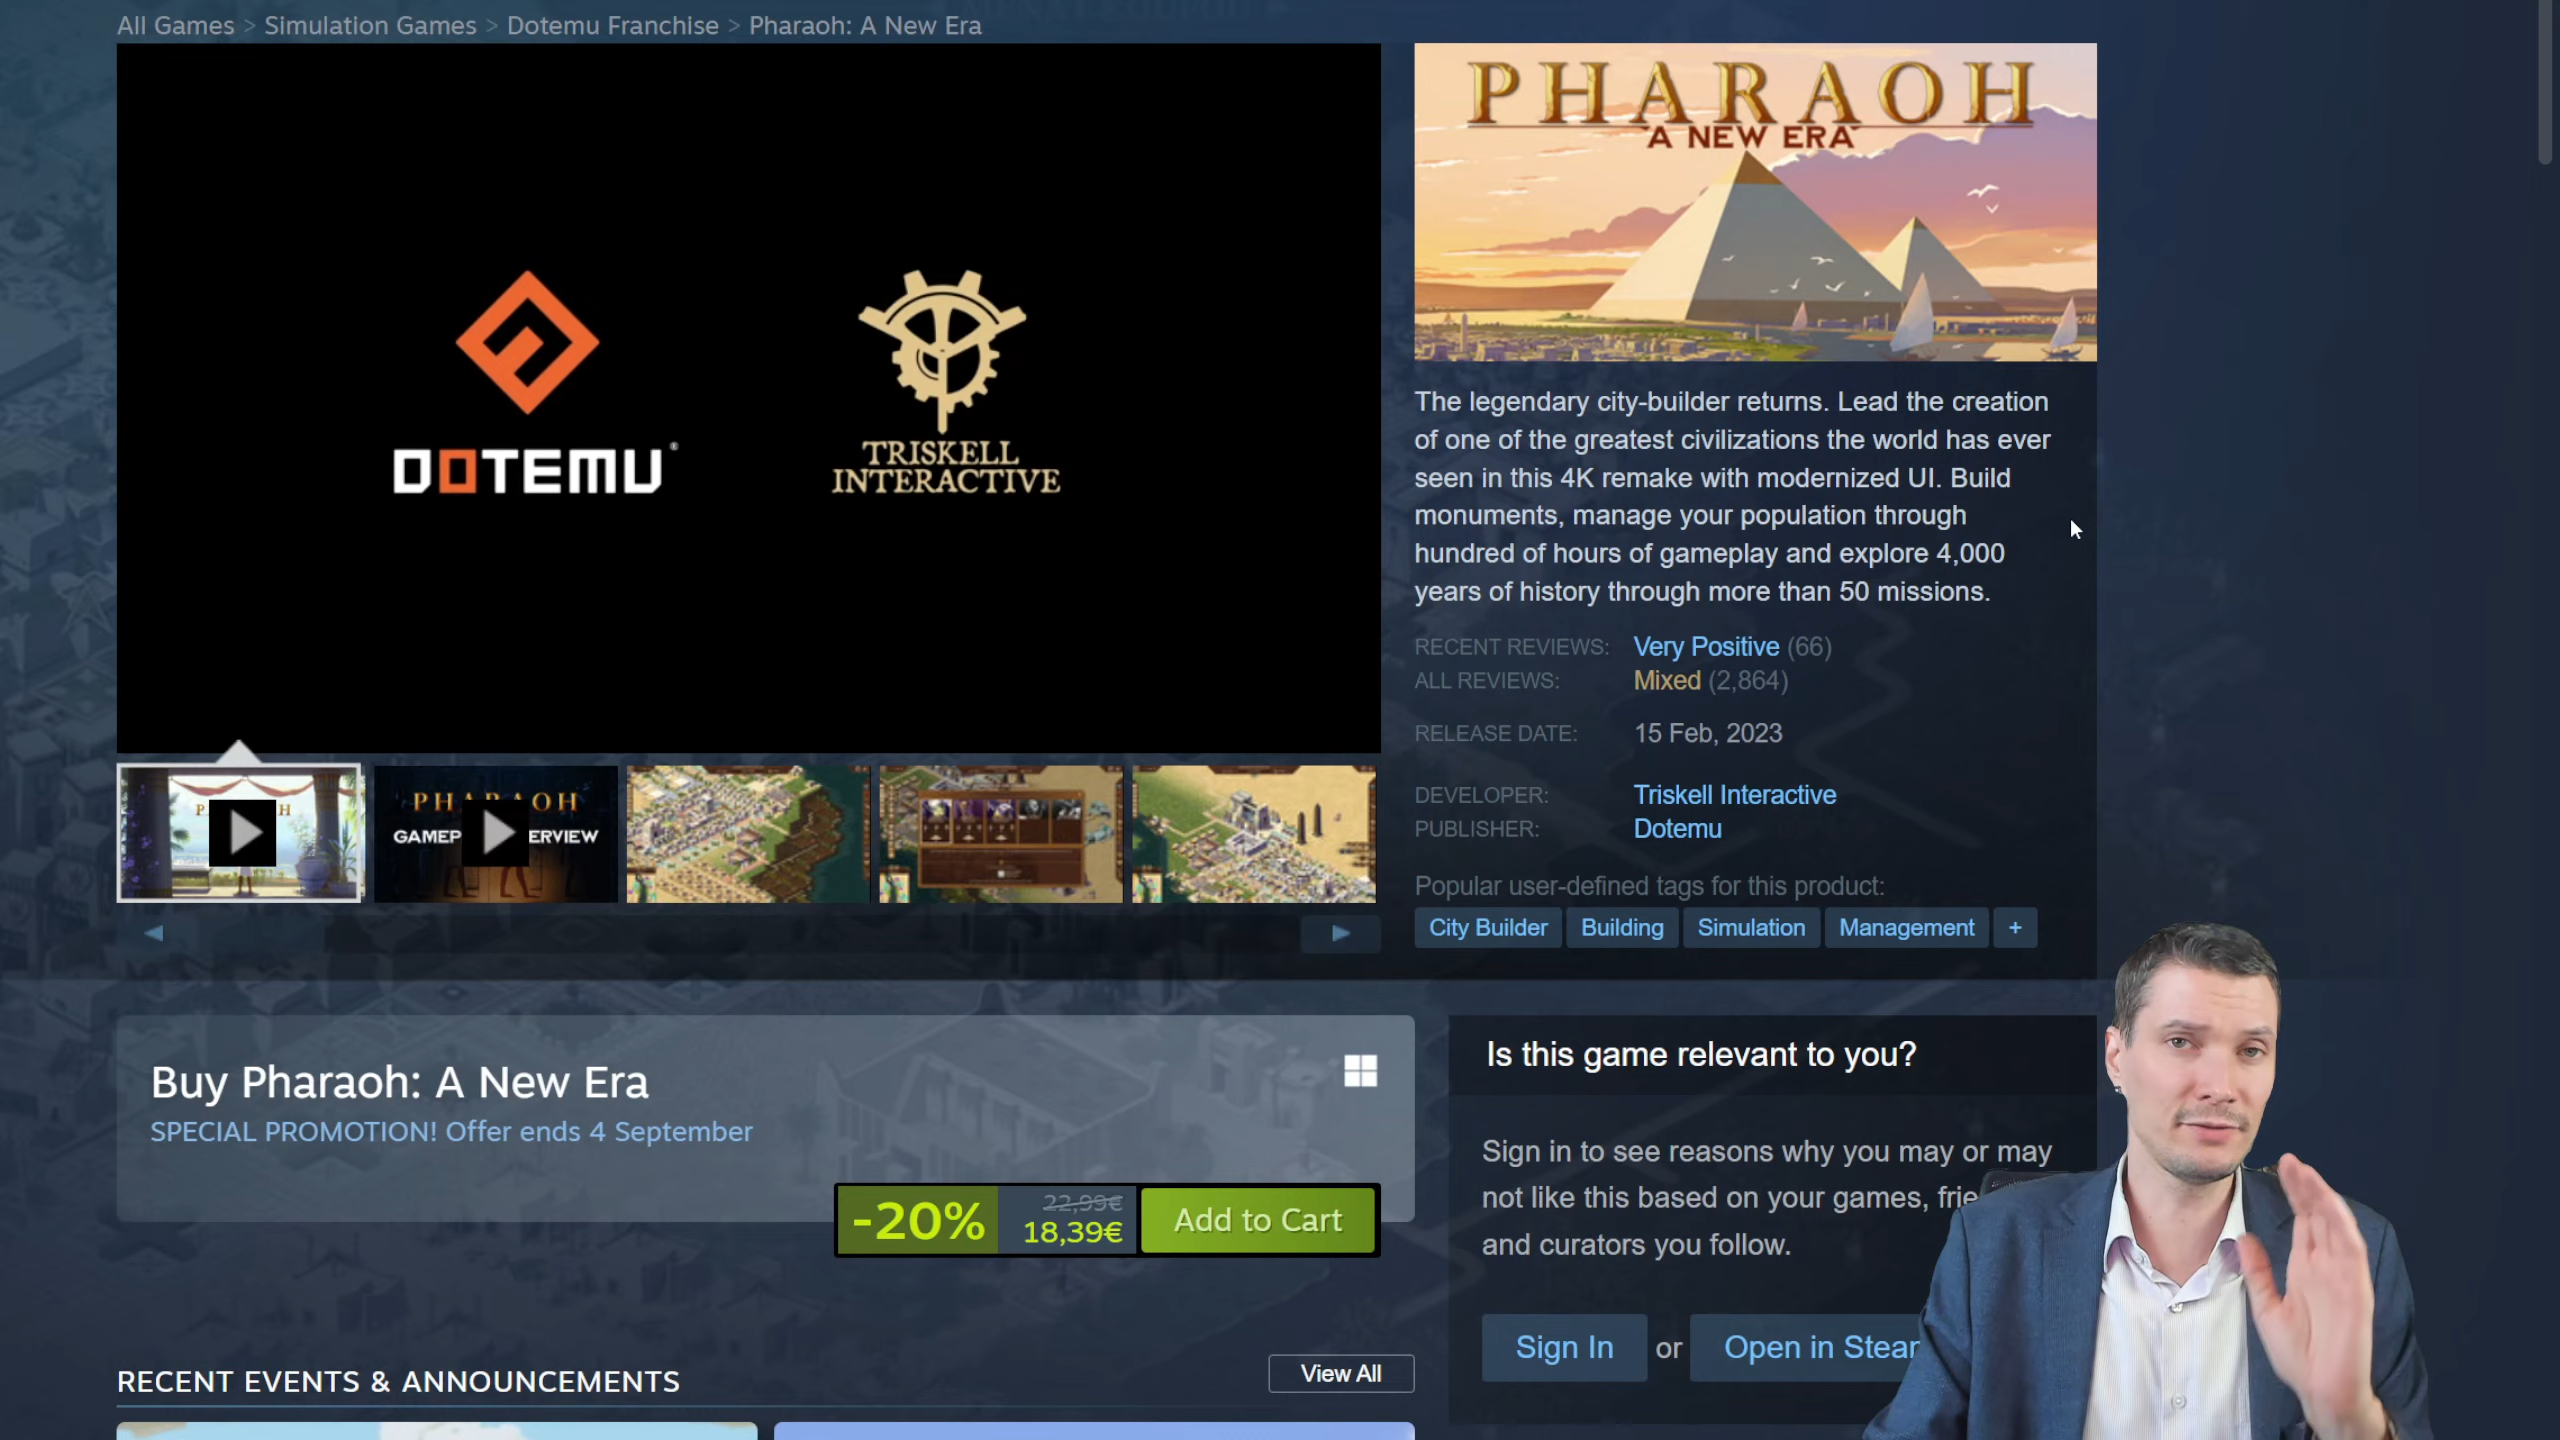 All Games > Simulation Games > Dotemu Franchise > Pharaoh: A New Era
DOTEMU®
TRISKELL
INTERACTIVE
PHARAOH
A NEW ERA
The legendary city-builder returns. Lead the creation
of one of the greatest civilizations the world has ever
seen in this 4K remake with modernized UI. Build
monuments, manage your population through
hundred of hours of gameplay and explore 4,000
years of history through more than 50 missions.
RECENT REVIEWS: Very Positive (66)
ALL REVIEWS: Mixed (2,864)
RELEASE DATE: 15 Feb, 2023
DEVELOPER: Triskell Interactive
PUBLISHER: Dotemu
Popular user-defined tags for this product:
City Builder Building Simulation Management +
Buy Pharaoh: A New Era
SPECIAL PROMOTION! Offer ends 4 September
-20% 22,99€ 18,39€ Add to Cart
Is this game relevant to you?
Sign in to see reasons why you may or may
not like this based on your games, frie
and curators you follow.
Sign In or Open in Stear
RECENT EVENTS & ANNOUNCEMENTS
View All